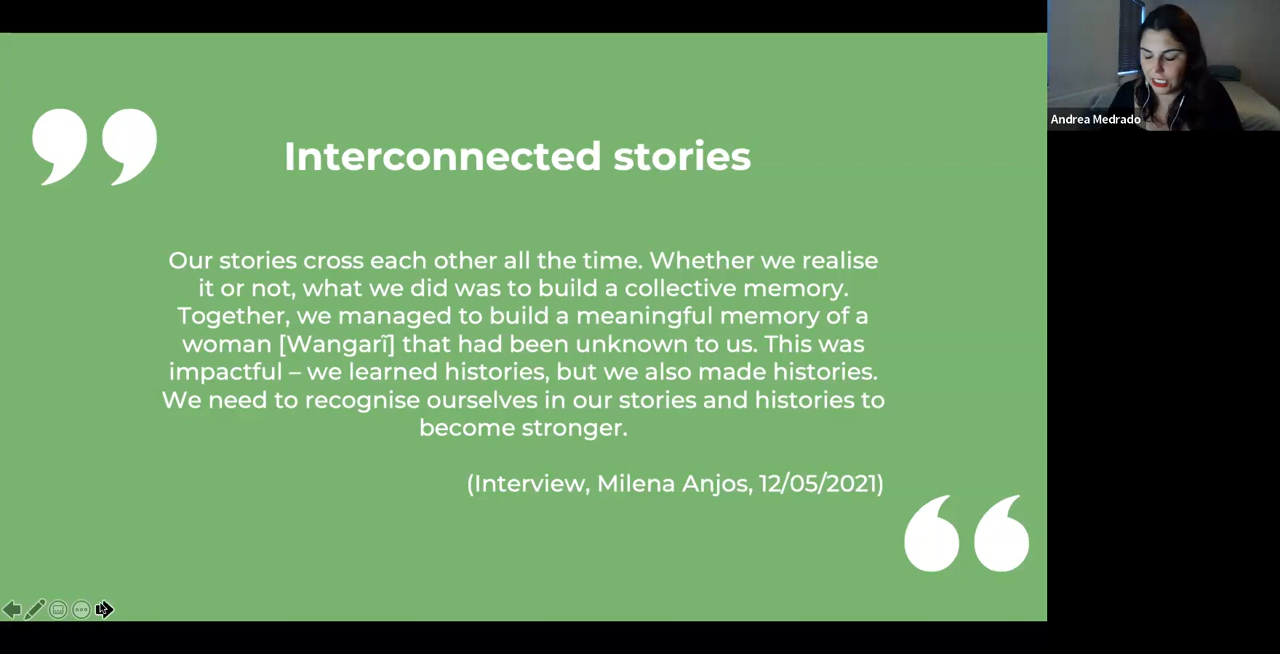 Interconnected stories
Our stories cross each other all the time. Whether we realise
it or not, what we did was to build a collective memory.
Together, we managed to build a meaningful memory of a
woman [Wangarĩ] that had been unknown to us. This was
impactful – we learned histories, but we also made histories.
We need to recognise ourselves in our stories and histories to
become stronger.
(Interview, Milena Anjos, 12/05/2021)
Andrea Medrado